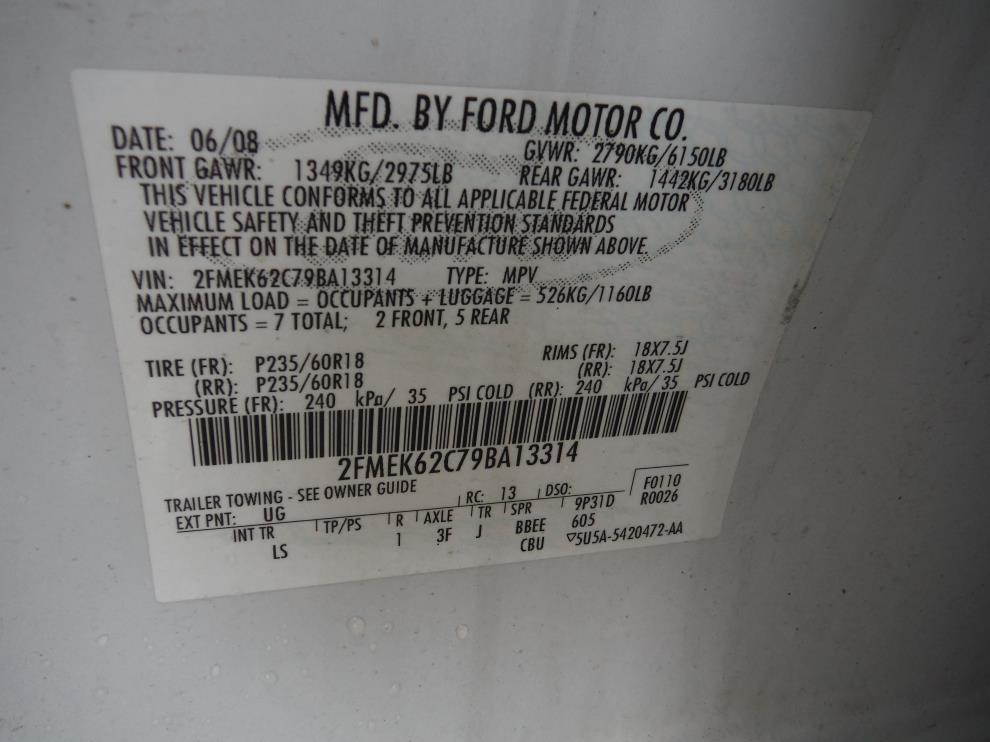 MFD. BY FORD MOTOR CO.
DATE: 06/08 GVWR: 2790KG/6150LB
FRONT GAWR: 1349KG/2975LB REAR GAWR: 1442KG/3180LB
THIS VEHICLE CONFORMS TO ALL APPLICABLE FEDERAL MOTOR
VEHICLE SAFETY AND THEFT PREVENTION STANDARDS
IN EFFECT ON THE DATE OF MANUFACTURE SHOWN ABOVE.
VIN: 2FMEK62C79BA13314 TYPE: MPV
MAXIMUM LOAD = OCCUPANTS + LUGGAGE = 526KG/1160LB
OCCUPANTS = 7 TOTAL; 2 FRONT, 5 REAR
TIRE (FR): P235/60R18 RIMS (FR): 18X7.5J
(RR): P235/60R18 (RR): 18X7.5J
PRESSURE (FR): 240 kPa/ 35 PSI COLD (RR): 240 kPa/ 35 PSI COLD
2FMEK62C79BA13314
TRAILER TOWING - SEE OWNER GUIDE
EXT PNT: UG RC: 13 DSO: F0110
INT TR TP/PS R AXLE TR SPR 9P31D R0026
LS 1 3F J BBEE 605
CBU ▽5U5A-5420472-AA